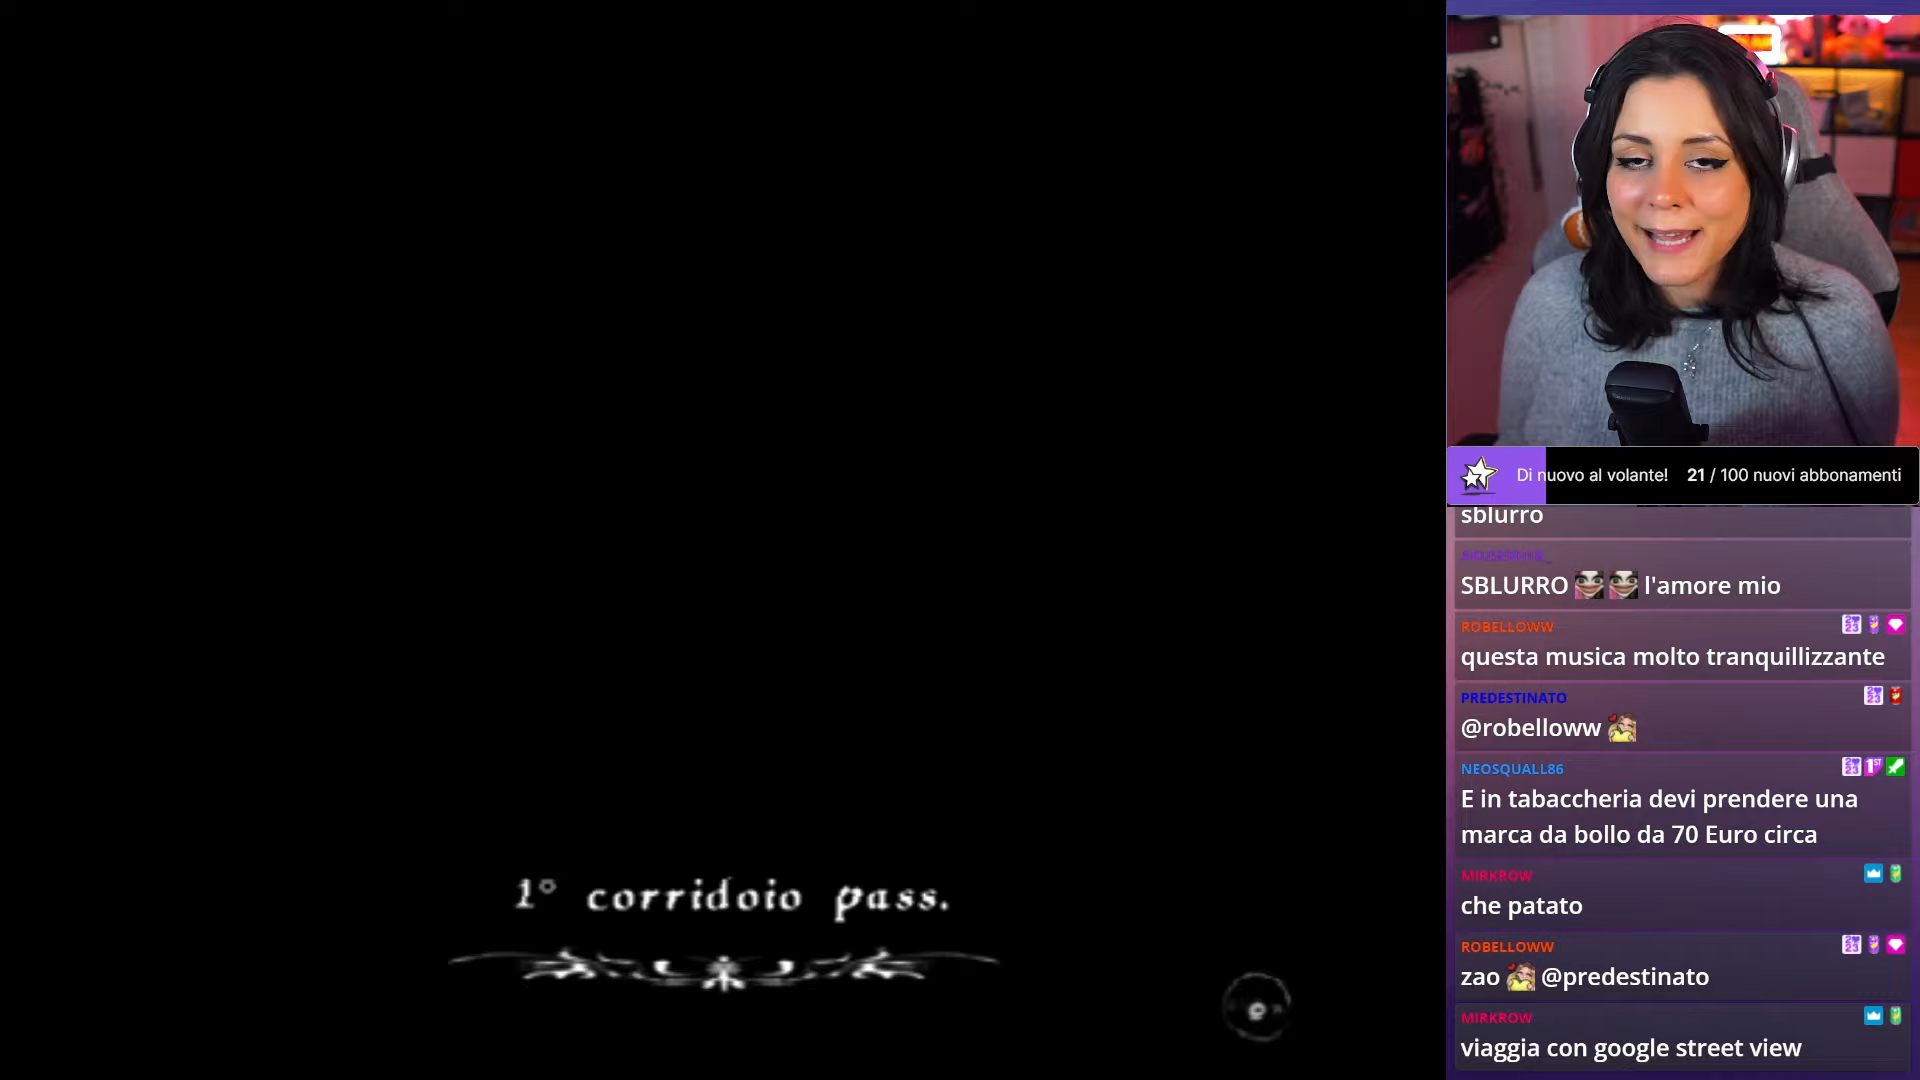 1° corridoio pass.
Di nuovo al volante! 21 / 100 nuovi abbonamenti
sblurro
SBLURRO l'amore mio
ROBELLOWW
questa musica molto tranquillizzante
PREDESTINATO
@robelloww
NEOSQUALL86
E in tabaccheria devi prendere una
marca da bollo da 70 Euro circa
MIRKROW
che patato
ROBELLOWW
zao @predestinato
MIRKROW
viaggia con google street view